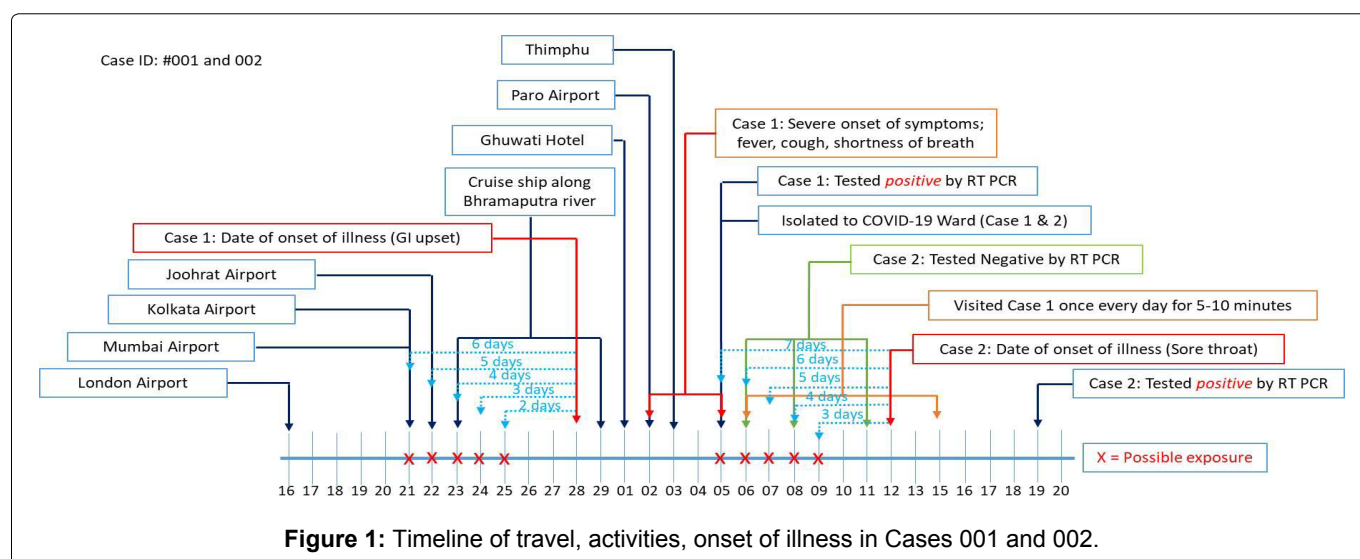 Case ID: #001 and 002
Thimphu
Paro Airport
Ghuwati Hotel
Cruise ship along
Bhramaputra river
Case 1: Date of onset of illness (GI upset)
Joohrat Airport
Kolkata Airport
Mumbai Airport
London Airport
Case 1: Severe onset of symptoms;
fever, cough, shortness of breath
Case 1: Tested positive by RT PCR
Isolated to COVID-19 Ward (Case 1 & 2)
Case 2: Tested Negative by RT PCR
Visited Case 1 once every day for 5-10 minutes
Case 2: Date of onset of illness (Sore throat)
Case 2: Tested positive by RT PCR
6 days
5 days
4 days
3 days
2 days
7 days
6 days
5 days
4 days
3 days
X X X X X X X X X X
X = Possible exposure
16 17 18 19 20 21 22 23 24 25 26 27 28 29 01 02 03 04 05 06 07 08 09 10 11 12 13 15 14 16 17 18 19 20
Figure 1: Timeline of travel, activities, onset of illness in Cases 001 and 002.